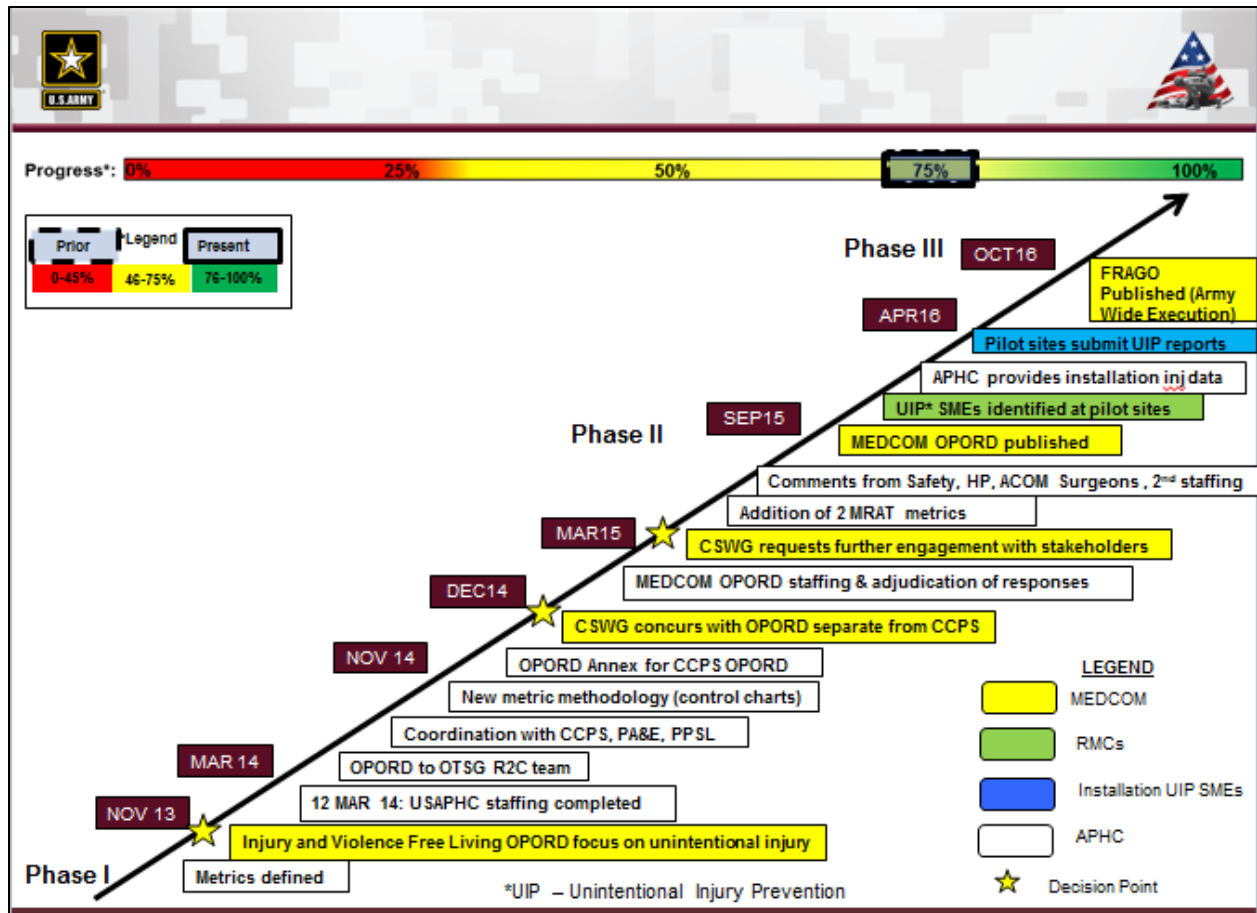 U.S.ARMY
Progress*: 0% 25% 50% 75% 100%
Prior *Legend Present
0-45% 46-75% 76-100%
Phase III
OCT16
FRAGO
Published (Army
Wide Execution)
APR16
Pilot sites submit UIP reports
APHC provides installation inj data
UIP* SMEs identified at pilot sites
Phase II
SEP15
MEDCOM OPORD published
Comments from Safety, HP, ACOM Surgeons , 2nd staffing
Addition of 2 MRAT metrics
MAR15
CSWG requests further engagement with stakeholders
MEDCOM OPORD staffing & adjudication of responses
DEC14
CSWG concurs with OPORD separate from CCPS
NOV 14
OPORD Annex for CCPS OPORD
New metric methodology (control charts)
Coordination with CCPS, PA&E, PPSL
MAR 14
OPORD to OTSG R2C team
12 MAR 14: USAPHC staffing completed
NOV 13
Injury and Violence Free Living OPORD focus on unintentional injury
Phase I
Metrics defined
*UIP – Unintentional Injury Prevention
LEGEND
MEDCOM
RMCs
Installation UIP SMEs
APHC
Decision Point